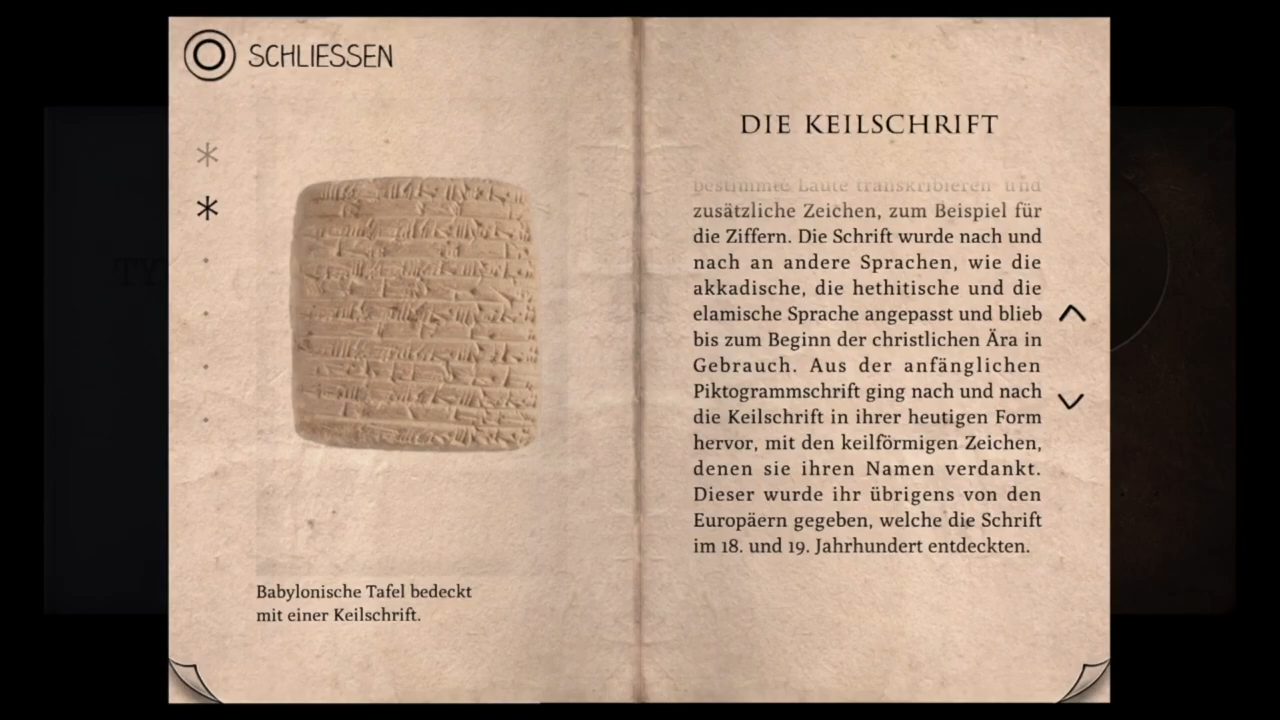 SCHLIESSEN
Babylonische Tafel bedeckt
mit einer Keilschrift.
DIE KEILSCHRIFT
bestimmte Laute transkribieren und
zusätzliche Zeichen, zum Beispiel für
die Ziffern. Die Schrift wurde nach und
nach an andere Sprachen, wie die
akkadische, die hethitische und die
elamische Sprache angepasst und blieb
bis zum Beginn der christlichen Ära in
Gebrauch. Aus der anfänglichen
Piktogrammschrift ging nach und nach
die Keilschrift in ihrer heutigen Form
hervor, mit den keilförmigen Zeichen,
denen sie ihren Namen verdankt.
Dieser wurde ihr übrigens von den
Europäern gegeben, welche die Schrift
im 18. und 19. Jahrhundert entdeckten.